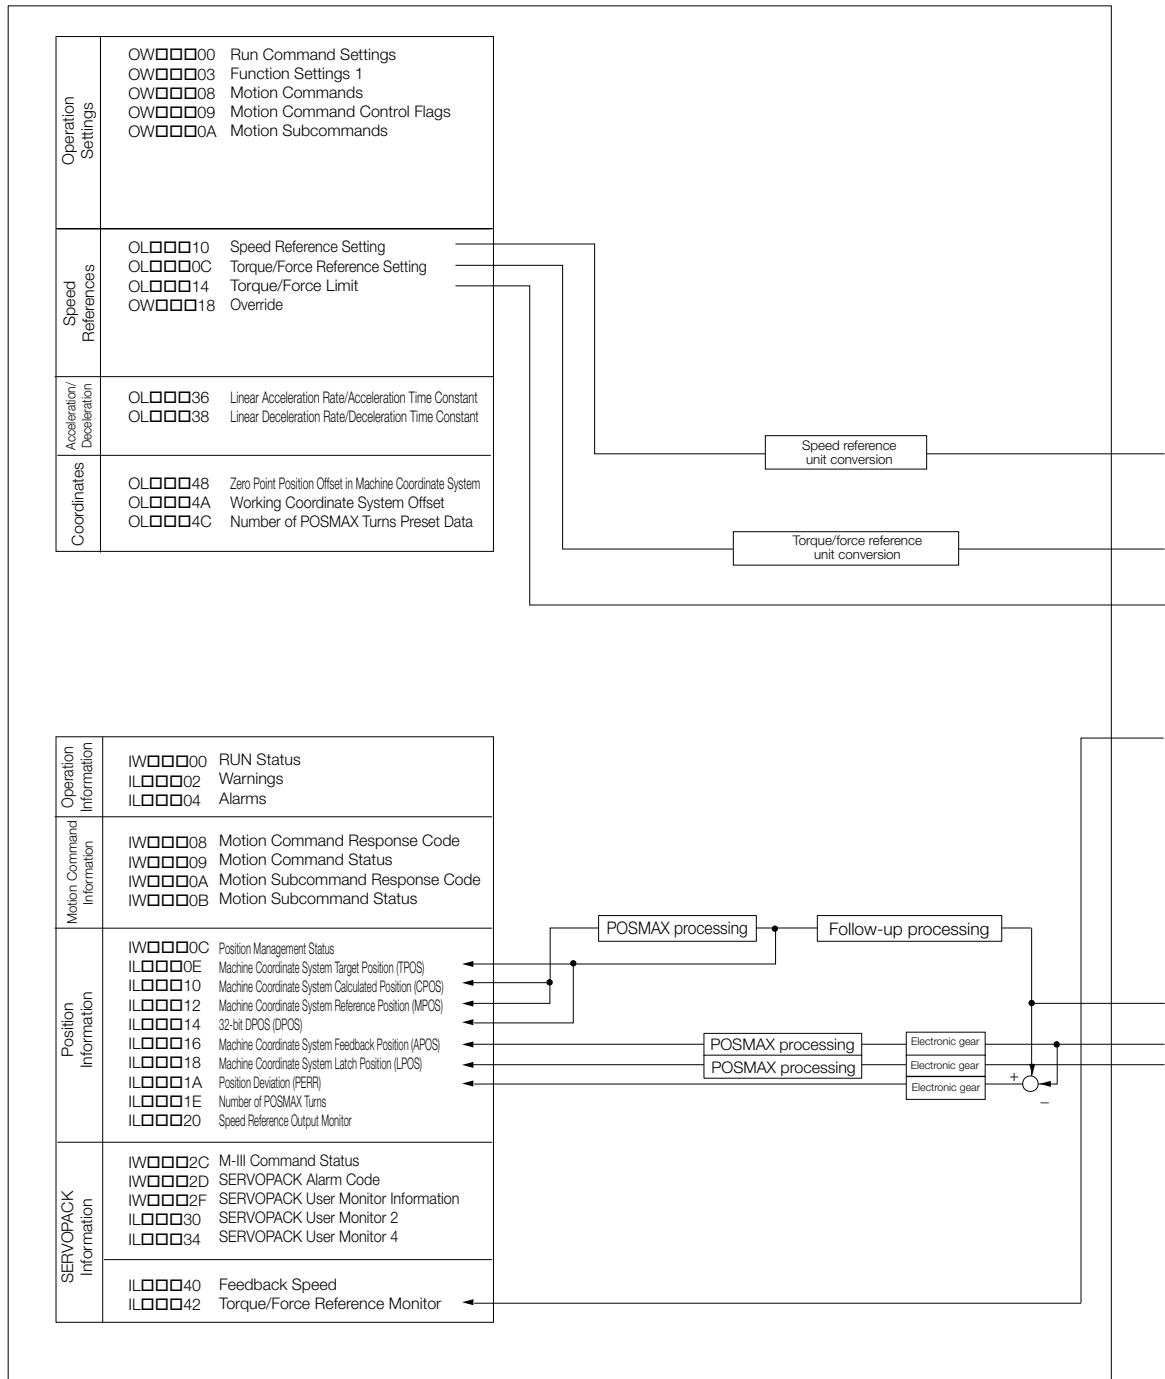 Operation
Settings
OW□□□00 Run Command Settings
OW□□□03 Function Settings 1
OW□□□08 Motion Commands
OW□□□09 Motion Command Control Flags
OW□□□0A Motion Subcommands
Speed
References
OL□□□10 Speed Reference Setting
OL□□□0C Torque/Force Reference Setting
OL□□□14 Torque/Force Limit
OW□□□18 Override
Acceleration/
Deceleration
OL□□□36 Linear Acceleration Rate/Acceleration Time Constant
OL□□□38 Linear Deceleration Rate/Deceleration Time Constant
Coordinates
OL□□□48 Zero Point Position Offset in Machine Coordinate System
OL□□□4A Working Coordinate System Offset
OL□□□4C Number of POSMAX Turns Preset Data
Speed reference
unit conversion
Torque/force reference
unit conversion
Operation
Information
IW□□□00 RUN Status
IL□□□02 Warnings
IL□□□04 Alarms
Motion Command
Information
IW□□□08 Motion Command Response Code
IW□□□09 Motion Command Status
IW□□□0A Motion Subcommand Response Code
IW□□□0B Motion Subcommand Status
Position
Information
IW□□□0C Position Management Status
IL□□□0E Machine Coordinate System Target Position (TPOS)
IL□□□10 Machine Coordinate System Calculated Position (CPOS)
IL□□□12 Machine Coordinate System Reference Position (MPOS)
IL□□□14 32-bit DPOS (DPOS)
IL□□□16 Machine Coordinate System Feedback Position (APOS)
IL□□□18 Machine Coordinate System Latch Position (LPOS)
IL□□□1A Position Deviation (PERR)
IL□□□1E Number of POSMAX Turns
IL□□□20 Speed Reference Output Monitor
POSMAX processing
Follow-up processing
POSMAX processing
Electronic gear
POSMAX processing
Electronic gear
Electronic gear
+
−
SERVOPACK
Information
IW□□□2C M-III Command Status
IW□□□2D SERVOPACK Alarm Code
IW□□□2F SERVOPACK User Monitor Information
IL□□□30 SERVOPACK User Monitor 2
IL□□□34 SERVOPACK User Monitor 4
IL□□□40 Feedback Speed
IL□□□42 Torque/Force Reference Monitor